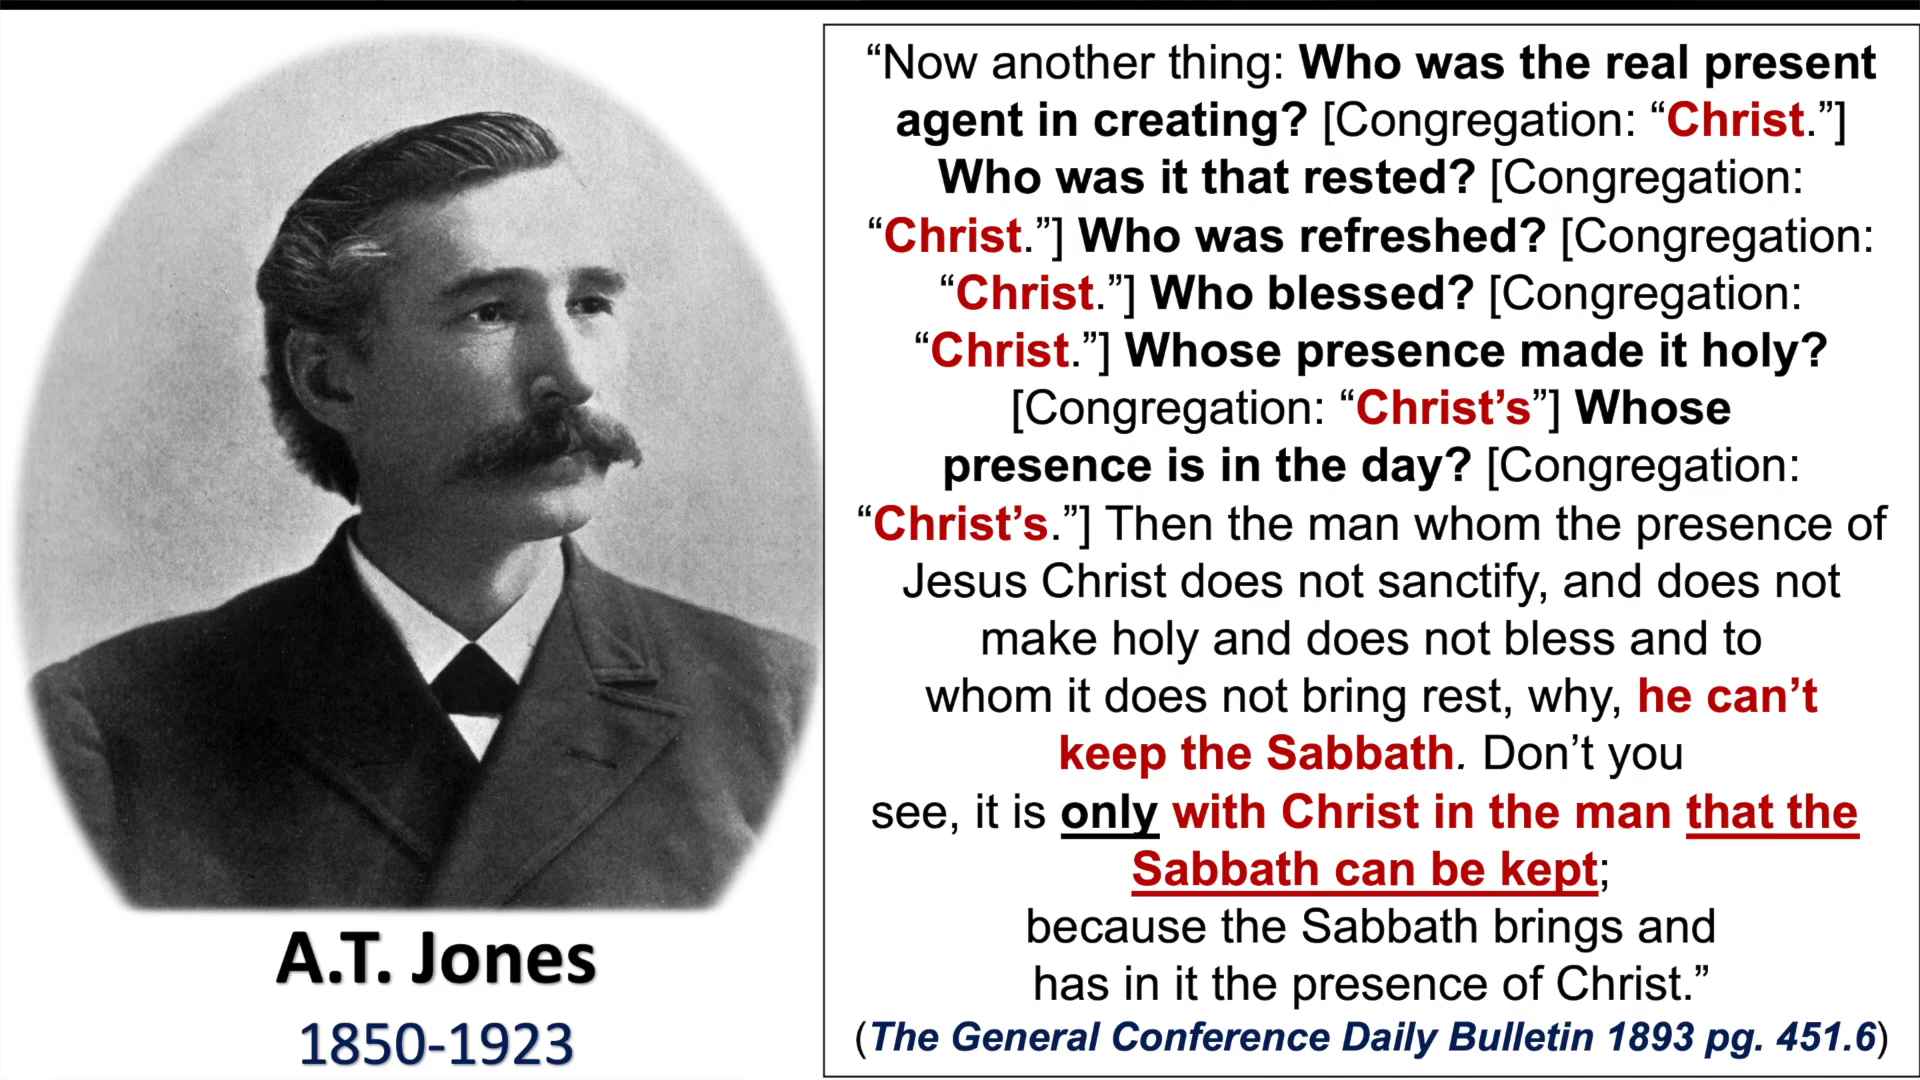 “Now another thing: Who was the real present
agent in creating? [Congregation: “Christ.”]
Who was it that rested? [Congregation:
“Christ.”] Who was refreshed? [Congregation:
“Christ.”] Who blessed? [Congregation:
“Christ.”] Whose presence made it holy?
[Congregation: “Christ’s”] Whose
presence is in the day? [Congregation:
“Christ’s.”] Then the man whom the presence of
Jesus Christ does not sanctify, and does not
make holy and does not bless and to
whom it does not bring rest, why, he can’t
keep the Sabbath. Don’t you
see, it is only with Christ in the man that the
Sabbath can be kept;
because the Sabbath brings and
has in it the presence of Christ.”
(The General Conference Daily Bulletin 1893 pg. 451.6)
A.T. Jones
1850-1923